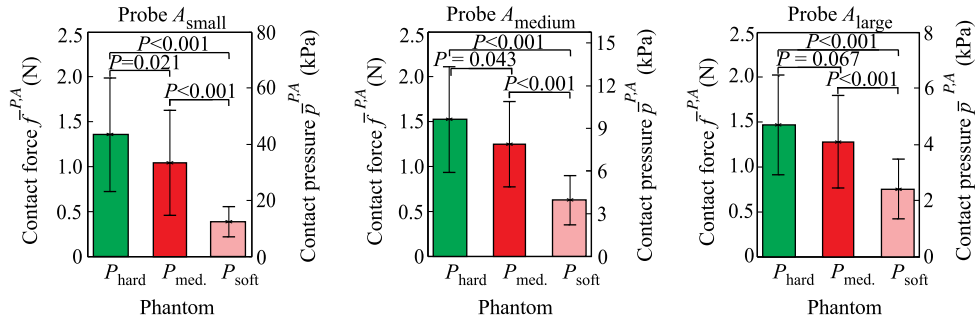 Probe A_small
Contact force f̄^P,A (N)
2.5
2.0
1.5
1.0
0.5
0
P<0.001
P=0.021
P<0.001
80
60
40
20
0
Contact pressure p̄^P,A (kPa)
P_hard P_med. P_soft
Phantom
Probe A_medium
Contact force f̄^P,A (N)
2.5
2.0
1.5
1.0
0.5
0
P<0.001
P = 0.043
P<0.001
15
12
9
6
3
0
Contact pressure p̄^P,A (kPa)
P_hard P_med. P_soft
Phantom
Probe A_large
Contact force f̄^P,A (N)
2.5
2.0
1.5
1.0
0.5
0
P<0.001
P = 0.067
P<0.001
8
6
4
2
0
Contact pressure p̄^P,A (kPa)
P_hard P_med. P_soft
Phantom